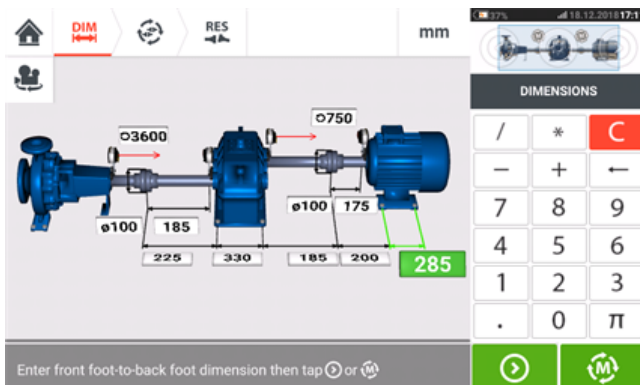 DIM
RES
mm
37%
18.12.2018 17:1
DIMENSIONS
3600
750
ø100
185
ø100
175
225
330
185
200
285
/ * C
− + ←
7 8 9
4 5 6
1 2 3
. 0 π
Enter front foot-to-back foot dimension then tap or M
M